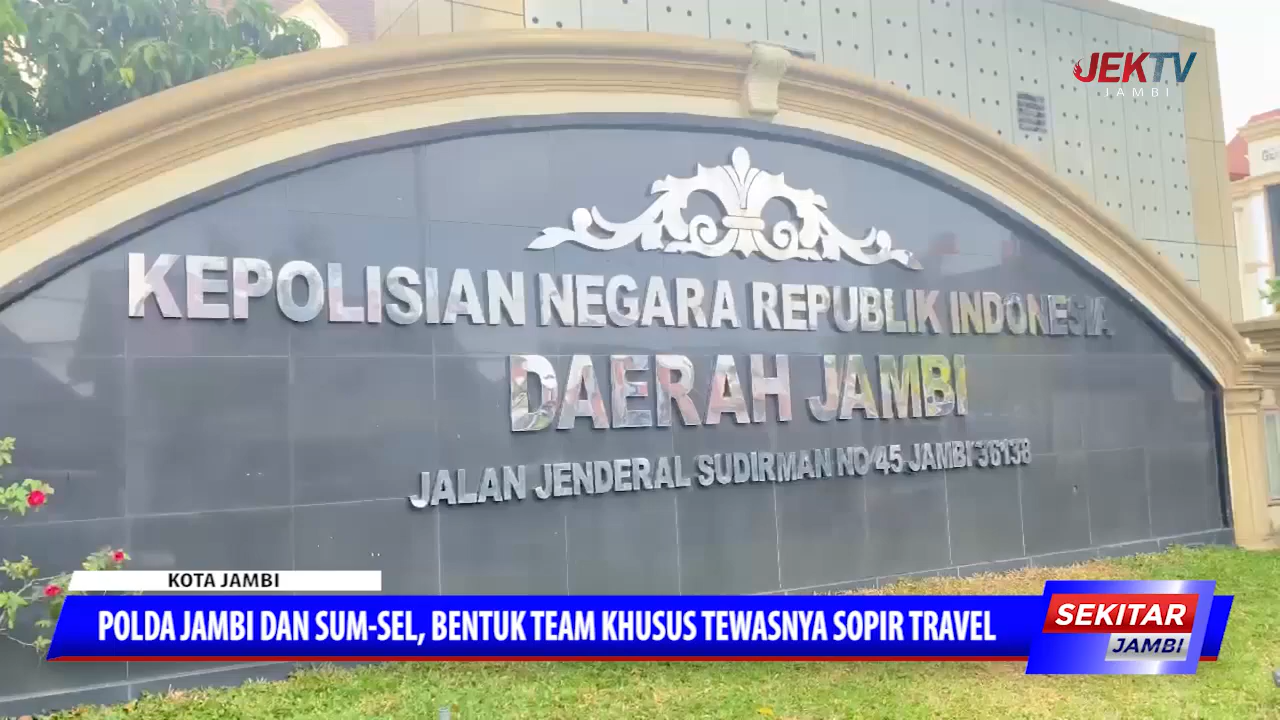 JEKTV
JAMBI
KEPOLISIAN NEGARA REPUBLIK INDONESIA
DAERAH JAMBI
JALAN JENDERAL SUDIRMAN NO 45 JAMBI 36138
KOTA JAMBI
POLDA JAMBI DAN SUM-SEL, BENTUK TEAM KHUSUS TEWASNYA SOPIR TRAVEL
SEKITAR
JAMBI